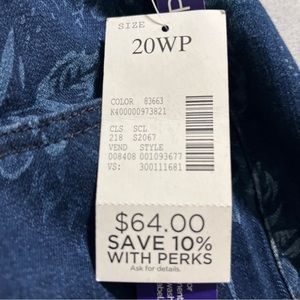 SIZE
20WP
COLOR 83663
K400000973821
CLS SCL
218 S2067
VEND STYLE
008408 001093677
VS: 300111681
$64.00
SAVE 10%
WITH PERKS
Ask for details.
P